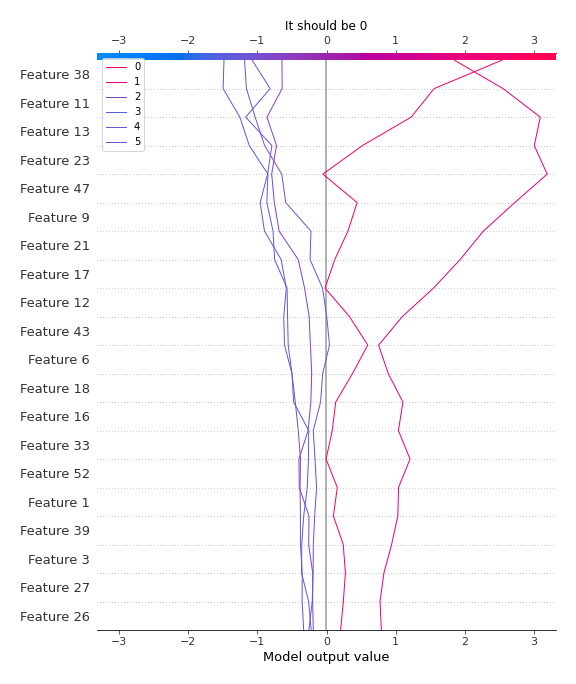 It should be 0
−3 −2 −1 0 1 2 3
0
1
2
3
4
5
Feature 38
Feature 11
Feature 13
Feature 23
Feature 47
Feature 9
Feature 21
Feature 17
Feature 12
Feature 43
Feature 6
Feature 18
Feature 16
Feature 33
Feature 52
Feature 1
Feature 39
Feature 3
Feature 27
Feature 26
−3 −2 −1 0 1 2 3
Model output value